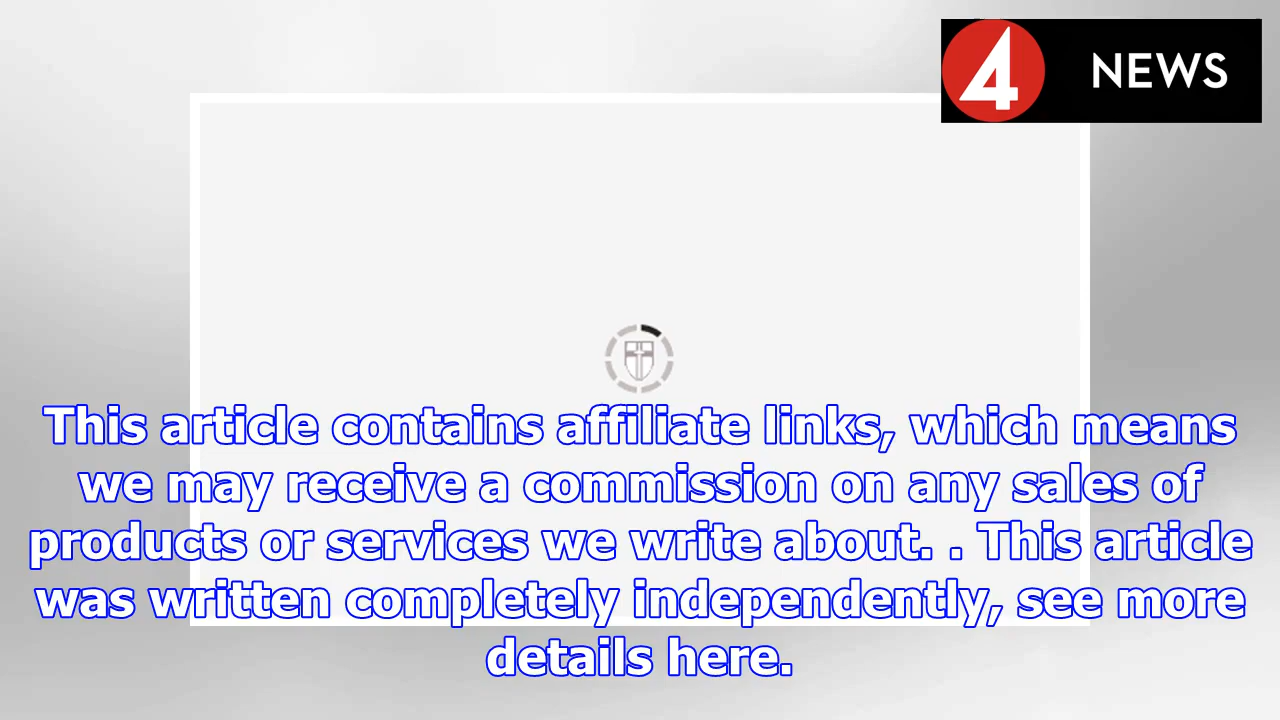 4 NEWS
This article contains affiliate links, which means
we may receive a commission on any sales of
products or services we write about. . This article
was written completely independently, see more
details here.